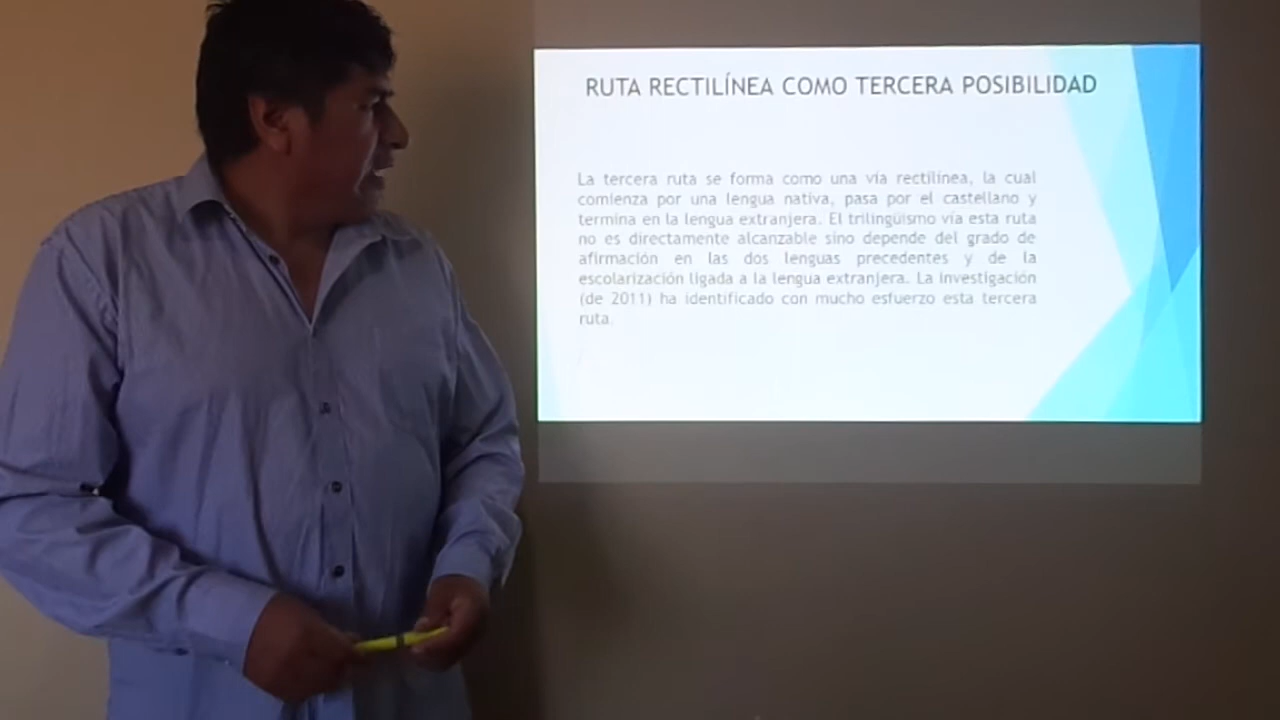 RUTA RECTILÍNEA COMO TERCERA POSIBILIDAD
La tercera ruta se forma como una vía rectilínea, la cual
comienza por una lengua nativa, pasa por el castellano y
termina en la lengua extranjera. El trilingüismo vía esta ruta
no es directamente alcanzable sino depende del grado de
afirmación en las dos lenguas precedentes y de la
escolarización ligada a la lengua extranjera. La investigación
(de 2011) ha identificado con mucho esfuerzo esta tercera
ruta.